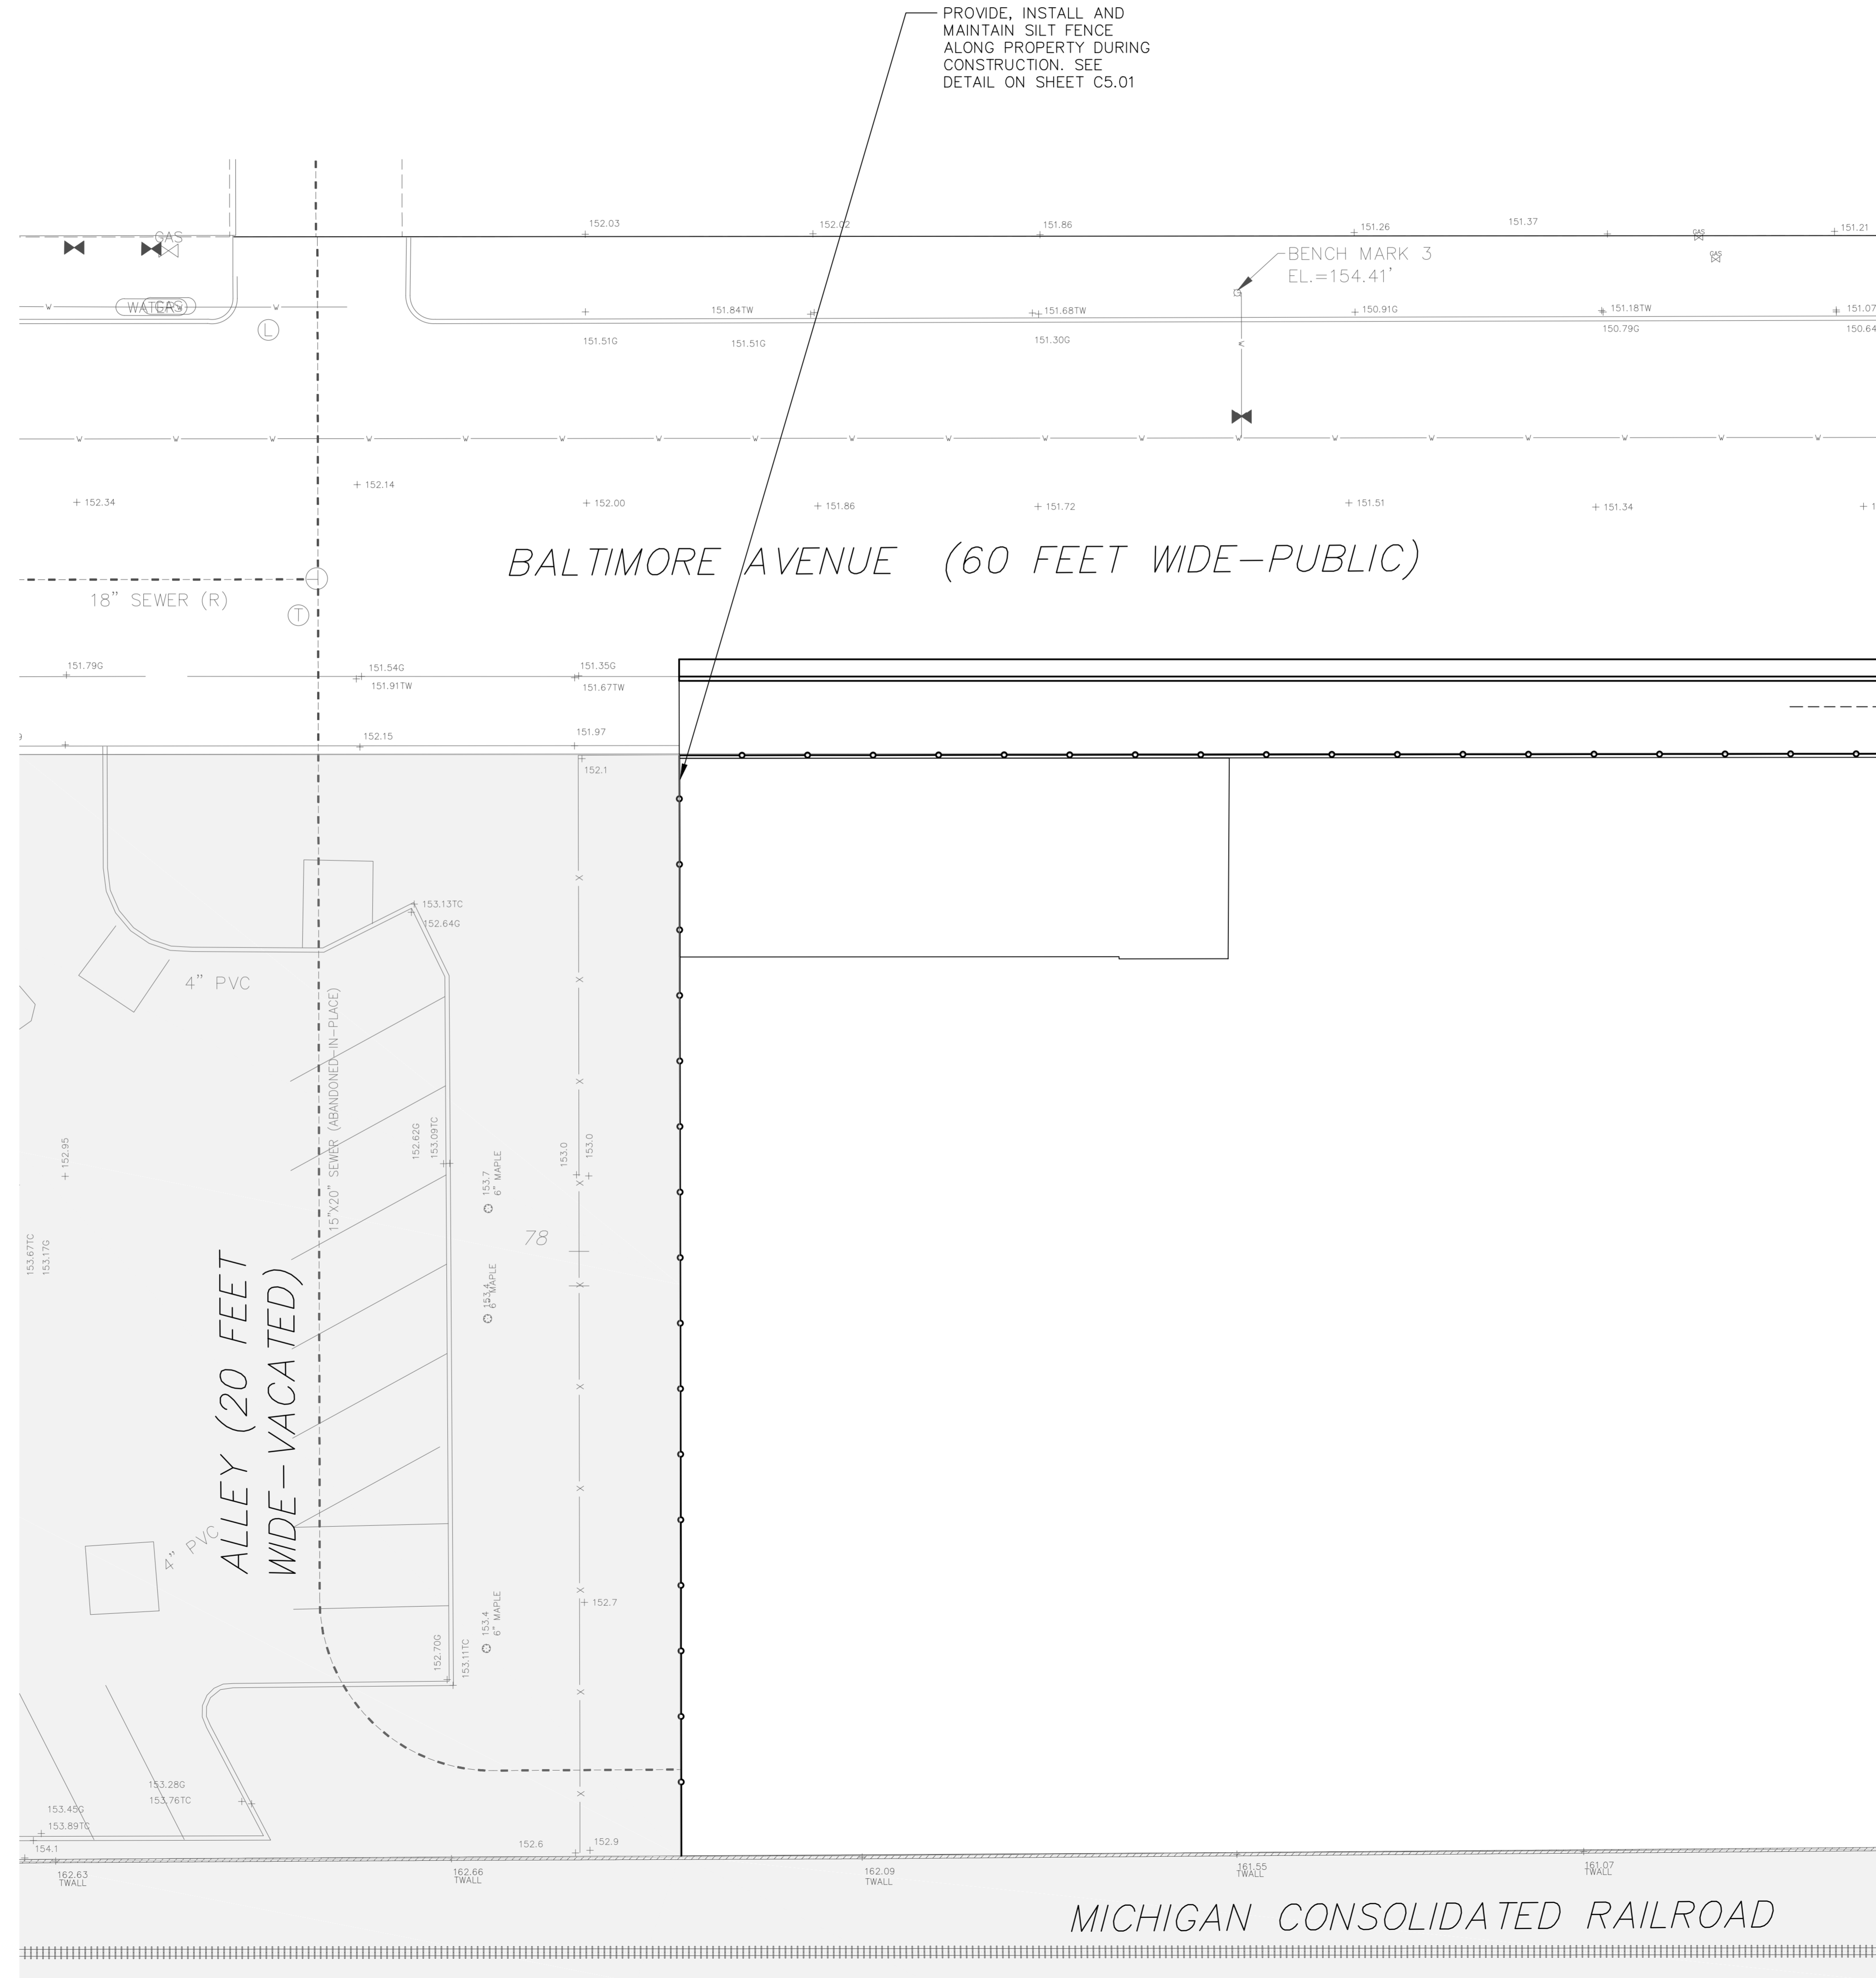 PROVIDE, INSTALL AND
MAINTAIN SILT FENCE
ALONG PROPERTY DURING
CONSTRUCTION. SEE
DETAIL ON SHEET C5.01
152.03
152.02
151.86
151.26
151.37
151.21
GAS
GAS
GAS
BENCH MARK 3
EL.=154.41'
W
GAS
W
L
151.84TW
151.68TW
150.91G
151.18TW
151.07
151.51G
151.51G
151.30G
150.79G
150.64
W
W W W W W W W W W W W W W W W W W W W
152.34
152.14
152.00
151.86
151.72
151.51
151.34
BALTIMORE AVENUE (60 FEET WIDE-PUBLIC)
18" SEWER (R)
T
151.79G
151.54G
151.35G
151.91TW
151.67TW
9
152.15
151.97
152.1
X
153.13TC
152.64G
X
4" PVC
15"X20" SEWER (ABANDONED-IN-PLACE)
X
152.95
152.62G
153.09TC
153.0
153.0
153.7
6" MAPLE
X
78
153.67TC
153.17G
153.4
6" MAPLE
X
ALLEY (20 FEET
WIDE-VACATED)
X
X
4" PVC
X
152.7
153.4
6" MAPLE
152.70G
153.11TC
X
153.28G
153.76TC
X
153.45G
153.89TC
154.1
152.6
152.9
162.63
TWALL
162.66
TWALL
162.09
TWALL
161.55
TWALL
161.07
TWALL
MICHIGAN CONSOLIDATED RAILROAD